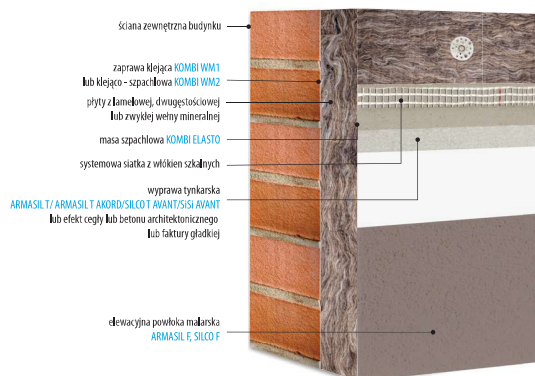 ściana zewnętrzna budynku
zaprawa klejąca KOMBI WM1
lub klejąco - szpachlowa KOMBI WM2
płyty z lamelowej, dwugęstościowej
lub zwykłej wełny mineralnej
masa szpachlowa KOMBI ELASTO
systemowa siatka z włókien szkalnych
wyprawa tynkarska
ARMASIL T/ ARMASIL T AKORD/SILCO T AVANT/SiSi AVANT
lub efekt cegły lub betonu architektonicznego
lub faktury gładkiej
elewacyjna powłoka malarska
ARMASIL F, SILCO F